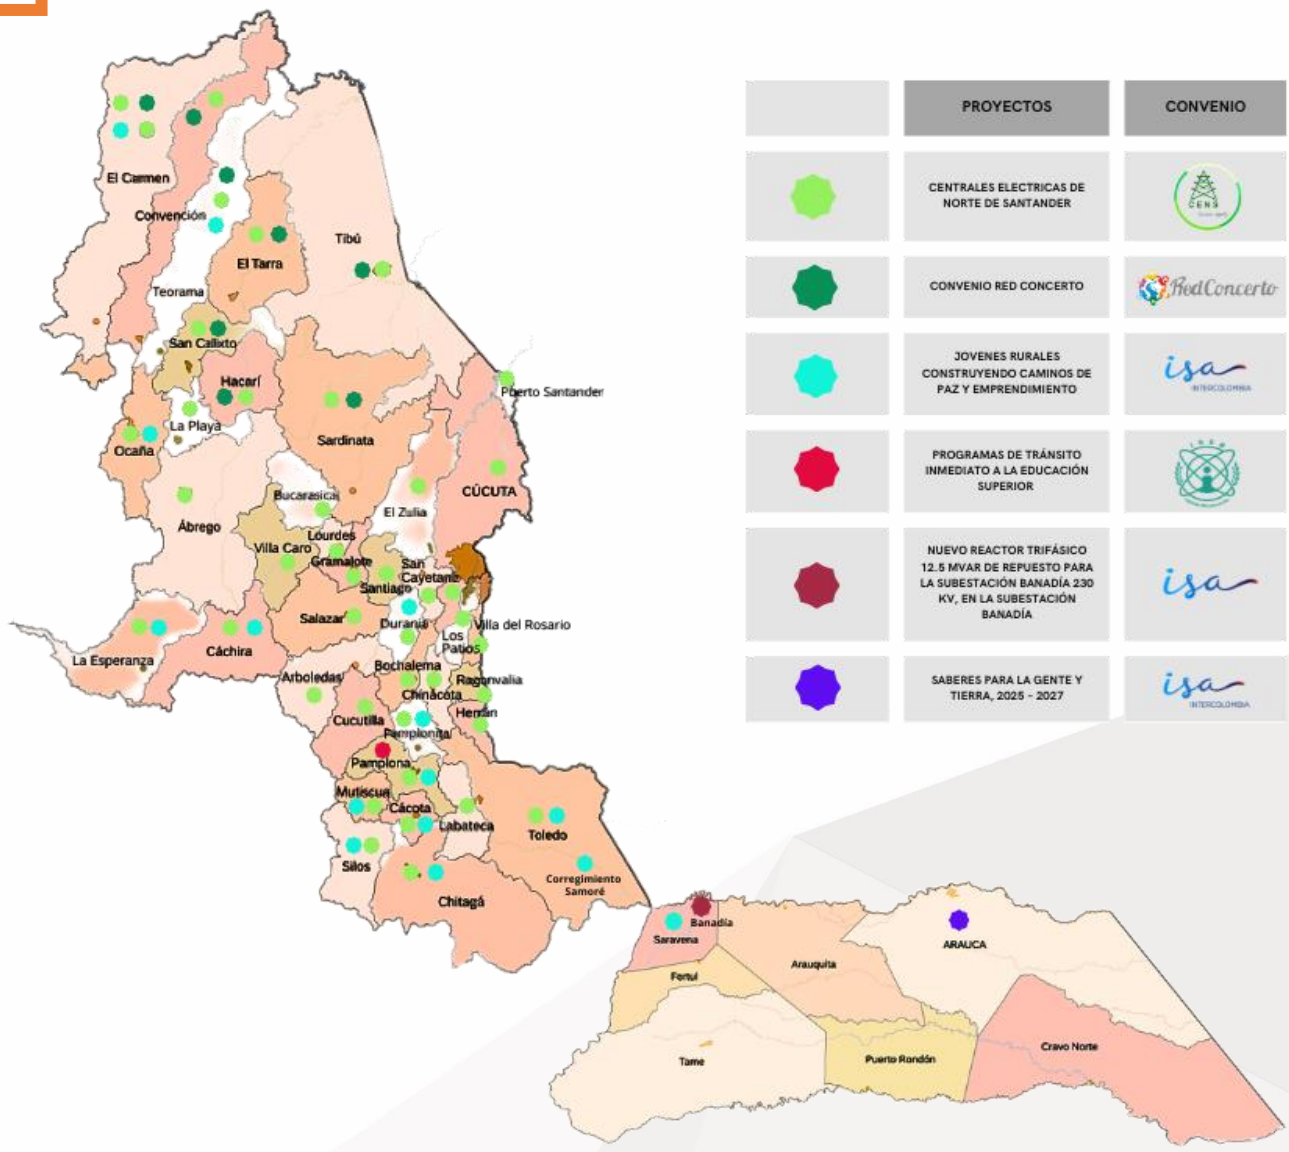 PROYECTOS
CONVENIO
CENTRALES ELECTRICAS DE
NORTE DE SANTANDER
CENS
CONVENIO RED CONCERTO
RedConcerto
JOVENES RURALES
CONSTRUYENDO CAMINOS DE
PAZ Y EMPRENDIMIENTO
isa
INTERCOLOMBIA
PROGRAMAS DE TRÁNSITO
INMEDIATO A LA EDUCACIÓN
SUPERIOR
NUEVO REACTOR TRIFÁSICO
12.5 MVAR DE REPUESTO PARA
LA SUBESTACIÓN BANADÍA 230
KV, EN LA SUBESTACIÓN
BANADÍA
isa
SABERES PARA LA GENTE Y
TIERRA, 2025 - 2027
isa
INTERCOLOMBIA
El Carmen
Convención
Tibú
El Tarra
Teorama
San Calixto
Hacarí
Puerto Santander
La Playa
Sardinata
Ocaña
CÚCUTA
Bucarasica
El Zulia
Ábrego
Lourdes
Villa Caro
Gramalote
San
Cayetano
Santiago
Salazar
Durania
Villa del Rosario
Los
Patios
Cáchira
La Esperanza
Bochalema
Arboledas
Ragonvalia
Chinácota
Herrán
Cucutilla
Pamplonita
Pamplona
Mutiscua
Cácota
Labateca
Toledo
Silos
Corregimiento
Samoré
Chitagá
Banadía
Saravena
ARAUCA
Arauquita
Fortul
Cravo Norte
Puerto Rondón
Tame